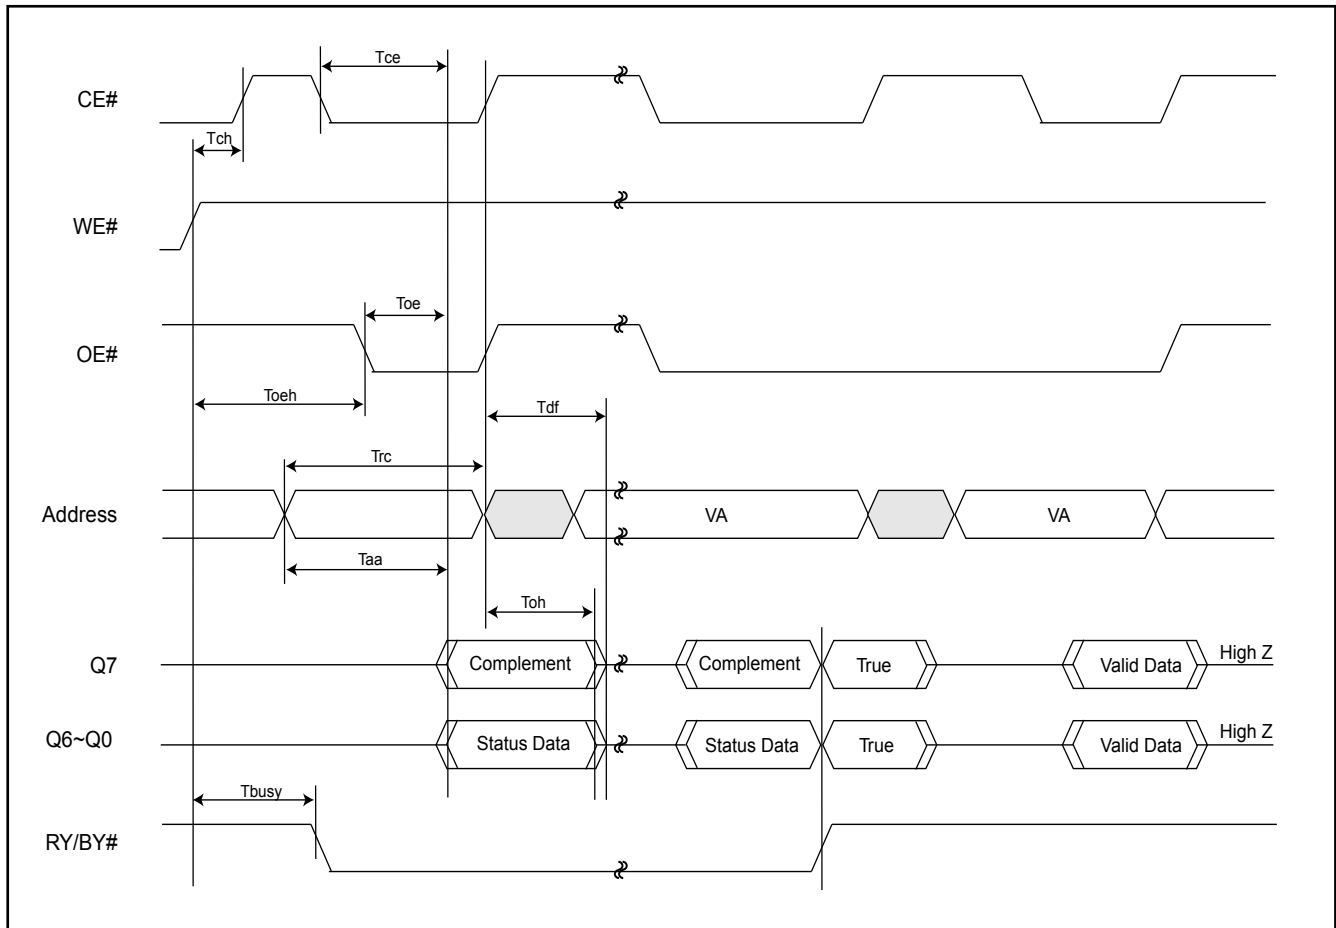 Tce
CE#
Tch
WE#
Toe
OE#
Toeh
Tdf
Trc
Address
VA
VA
Taa
Toh
Q7
Complement
Complement
True
Valid Data
High Z
Q6~Q0
Status Data
Status Data
True
Valid Data
High Z
Tbusy
RY/BY#